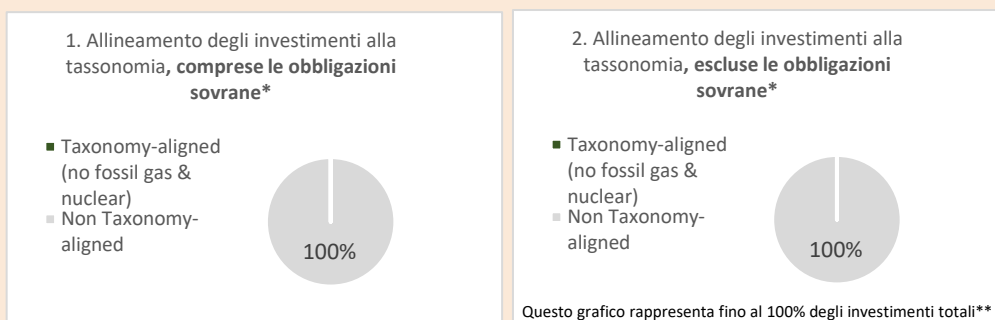 1. Allineamento degli investimenti alla
tassonomia, comprese le obbligazioni
sovrane*
Taxonomy-aligned
(no fossil gas &
nuclear)
Non Taxonomy-
aligned
100%
2. Allineamento degli investimenti alla
tassonomia, escluse le obbligazioni
sovrane*
Taxonomy-aligned
(no fossil gas &
nuclear)
Non Taxonomy-
aligned
100%
Questo grafico rappresenta fino al 100% degli investimenti totali**